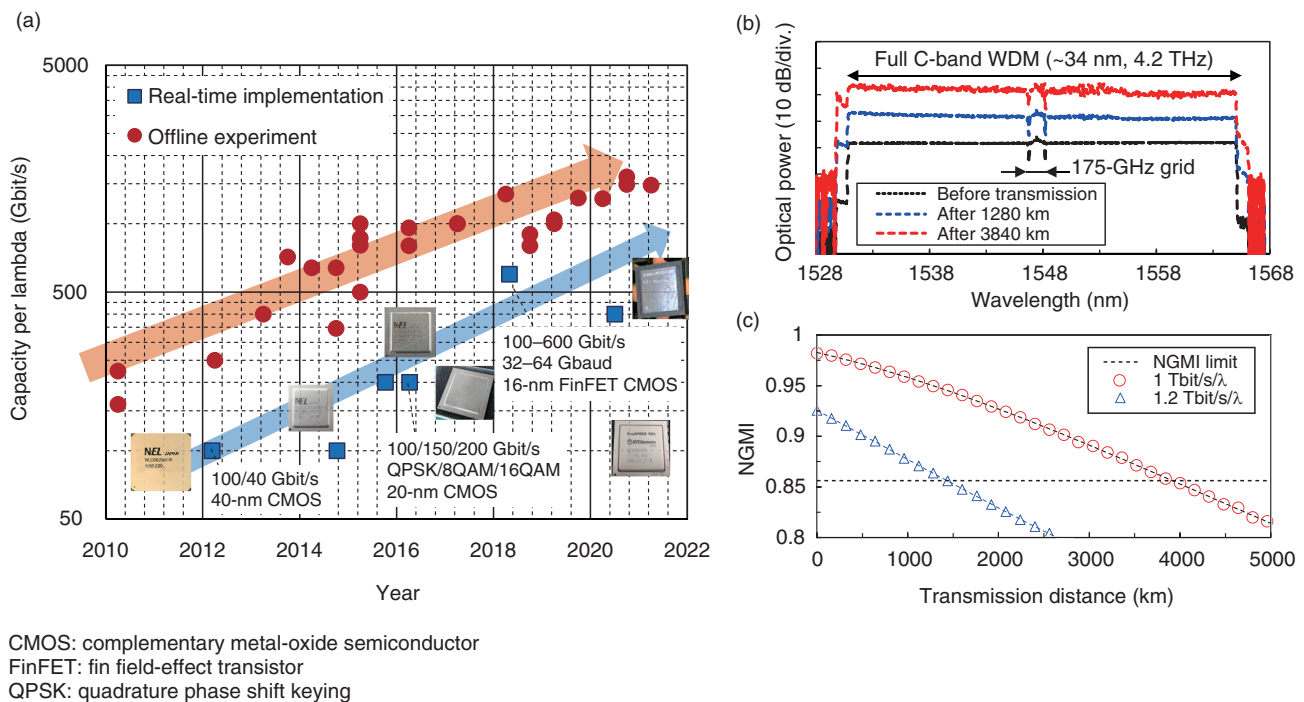 (a)
5000
500
50
Capacity per lambda (Gbit/s)
Real-time implementation
Offline experiment
NEL JAPAN
NEL
NEL
100/40 Gbit/s
40-nm CMOS
100/150/200 Gbit/s
QPSK/8QAM/16QAM
20-nm CMOS
100–600 Gbit/s
32–64 Gbaud
16-nm FinFET CMOS
2010 2012 2014 2016 2018 2020 2022
Year
(b)
Optical power (10 dB/div.)
Full C-band WDM (~34 nm, 4.2 THz)
175-GHz grid
Before transmission
After 1280 km
After 3840 km
1528 1538 1548 1558 1568
Wavelength (nm)
(c)
NGMI
1
0.95
0.9
0.85
0.8
NGMI limit
1 Tbit/s/λ
1.2 Tbit/s/λ
0 1000 2000 3000 4000 5000
Transmission distance (km)
CMOS: complementary metal-oxide semiconductor
FinFET: fin field-effect transistor
QPSK: quadrature phase shift keying